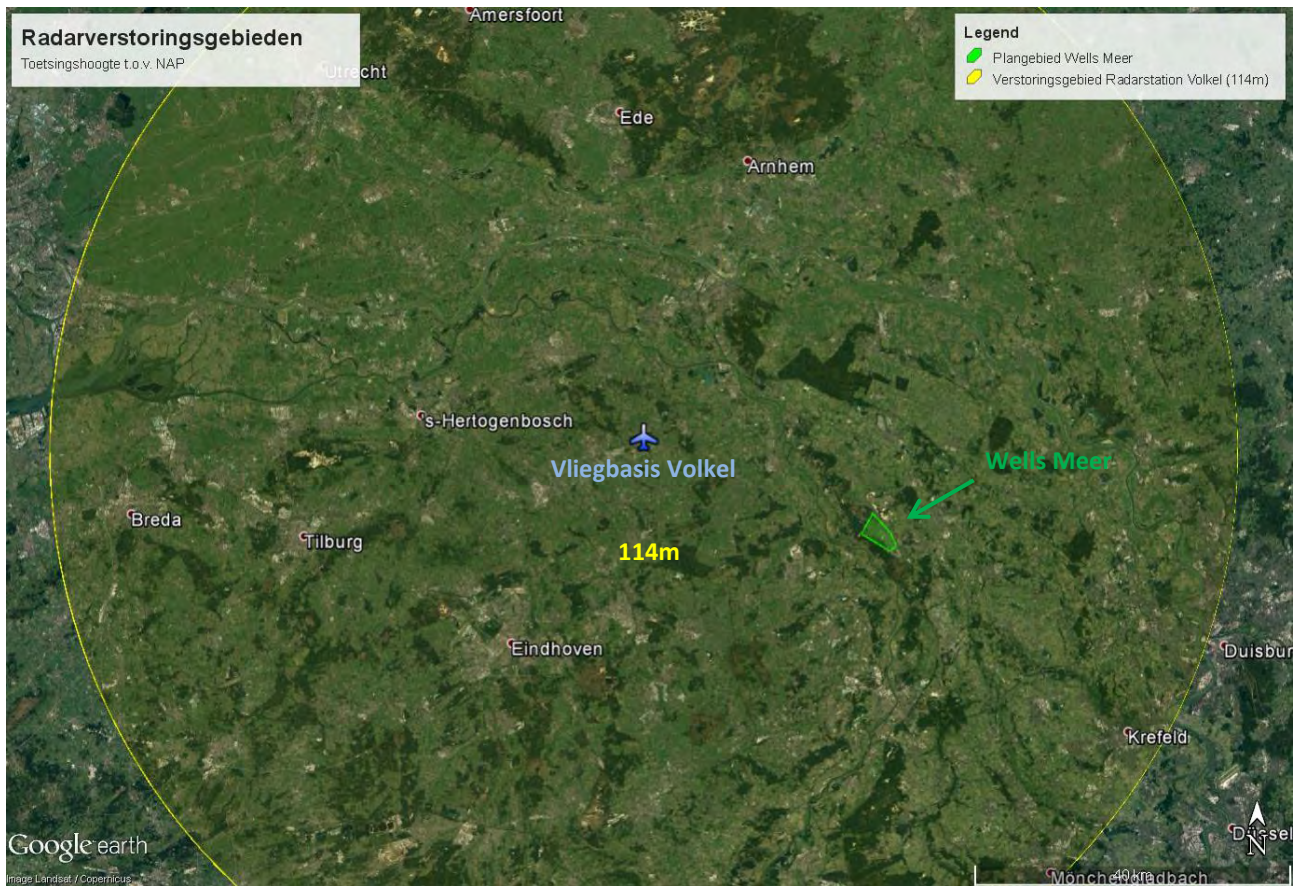 Amersfoort
Radarverstoringsgebieden
Toetsingshoogte t.o.v. NAP
Utrecht
Legend
Plangebied Wells Meer
Verstoringsgebied Radarstation Volkel (114m)
Ede
Arnhem
's-Hertogenbosch
Vliegbasis Volkel
Wells Meer
Breda
Tilburg
114m
Eindhoven
Duisbur
Krefeld
Düssel
N
Google earth
Image Landsat / Copernicus
40 km
Mönchengladbach